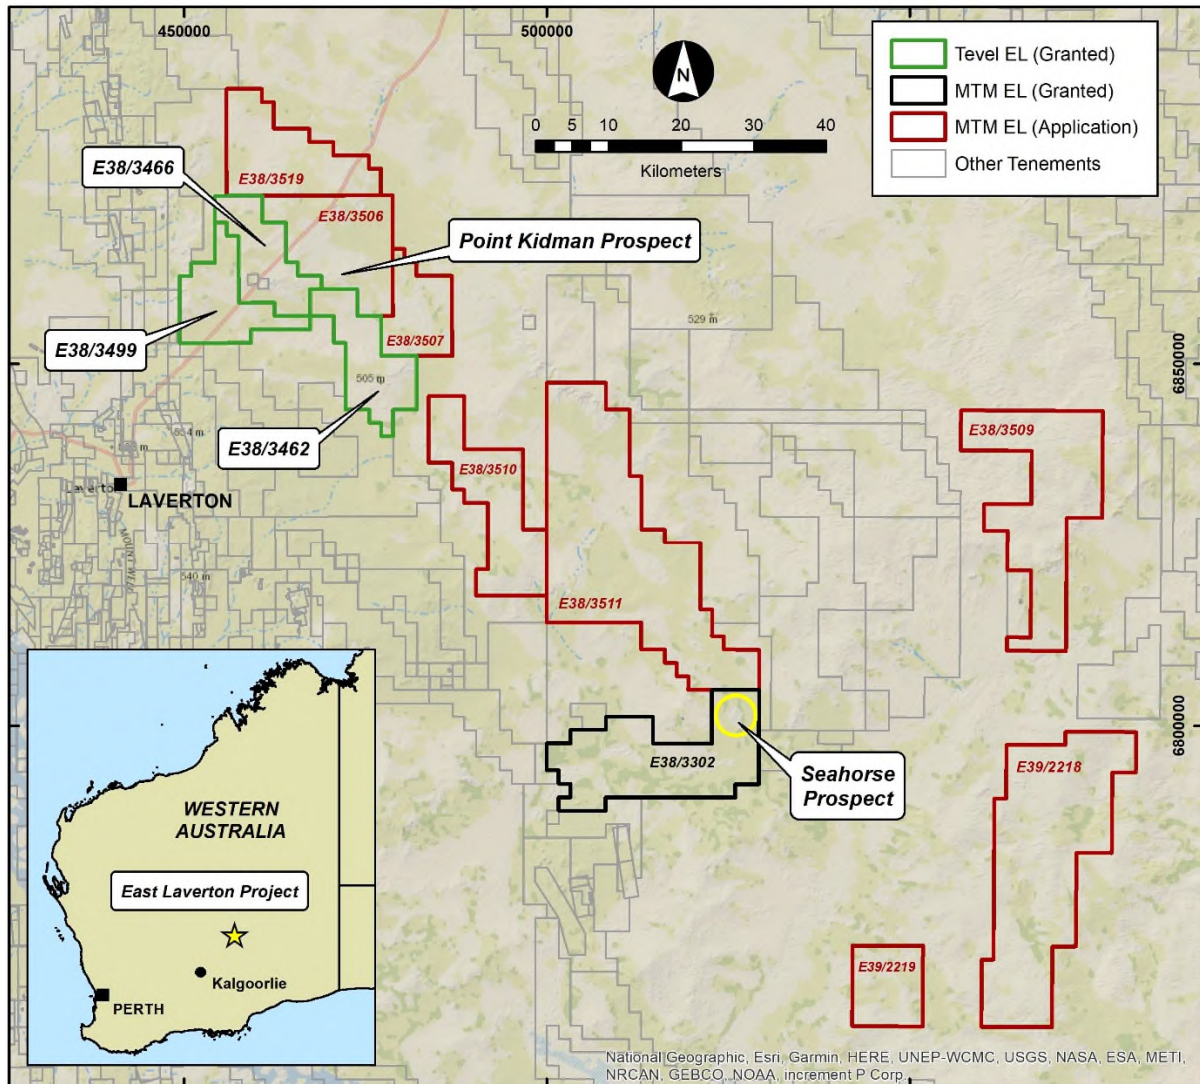 450000
500000
N
0 5 10 20 30 40
Kilometers
Tevel EL (Granted)
MTM EL (Granted)
MTM EL (Application)
Other Tenements
E38/3466
E38/3519
E38/3506
Point Kidman Prospect
E38/3499
E38/3507
529 m
6850000
505 m
E38/3462
E38/3509
E38/3510
LAVERTON
540 m
E38/3511
6800000
E38/3302
Seahorse
Prospect
E39/2218
E39/2219
WESTERN
AUSTRALIA
East Laverton Project
Kalgoorlie
PERTH
National Geographic, Esri, Garmin, HERE, UNEP-WCMC, USGS, NASA, ESA, METI,
NRCAN, GEBCO, NOAA, increment P Corp.